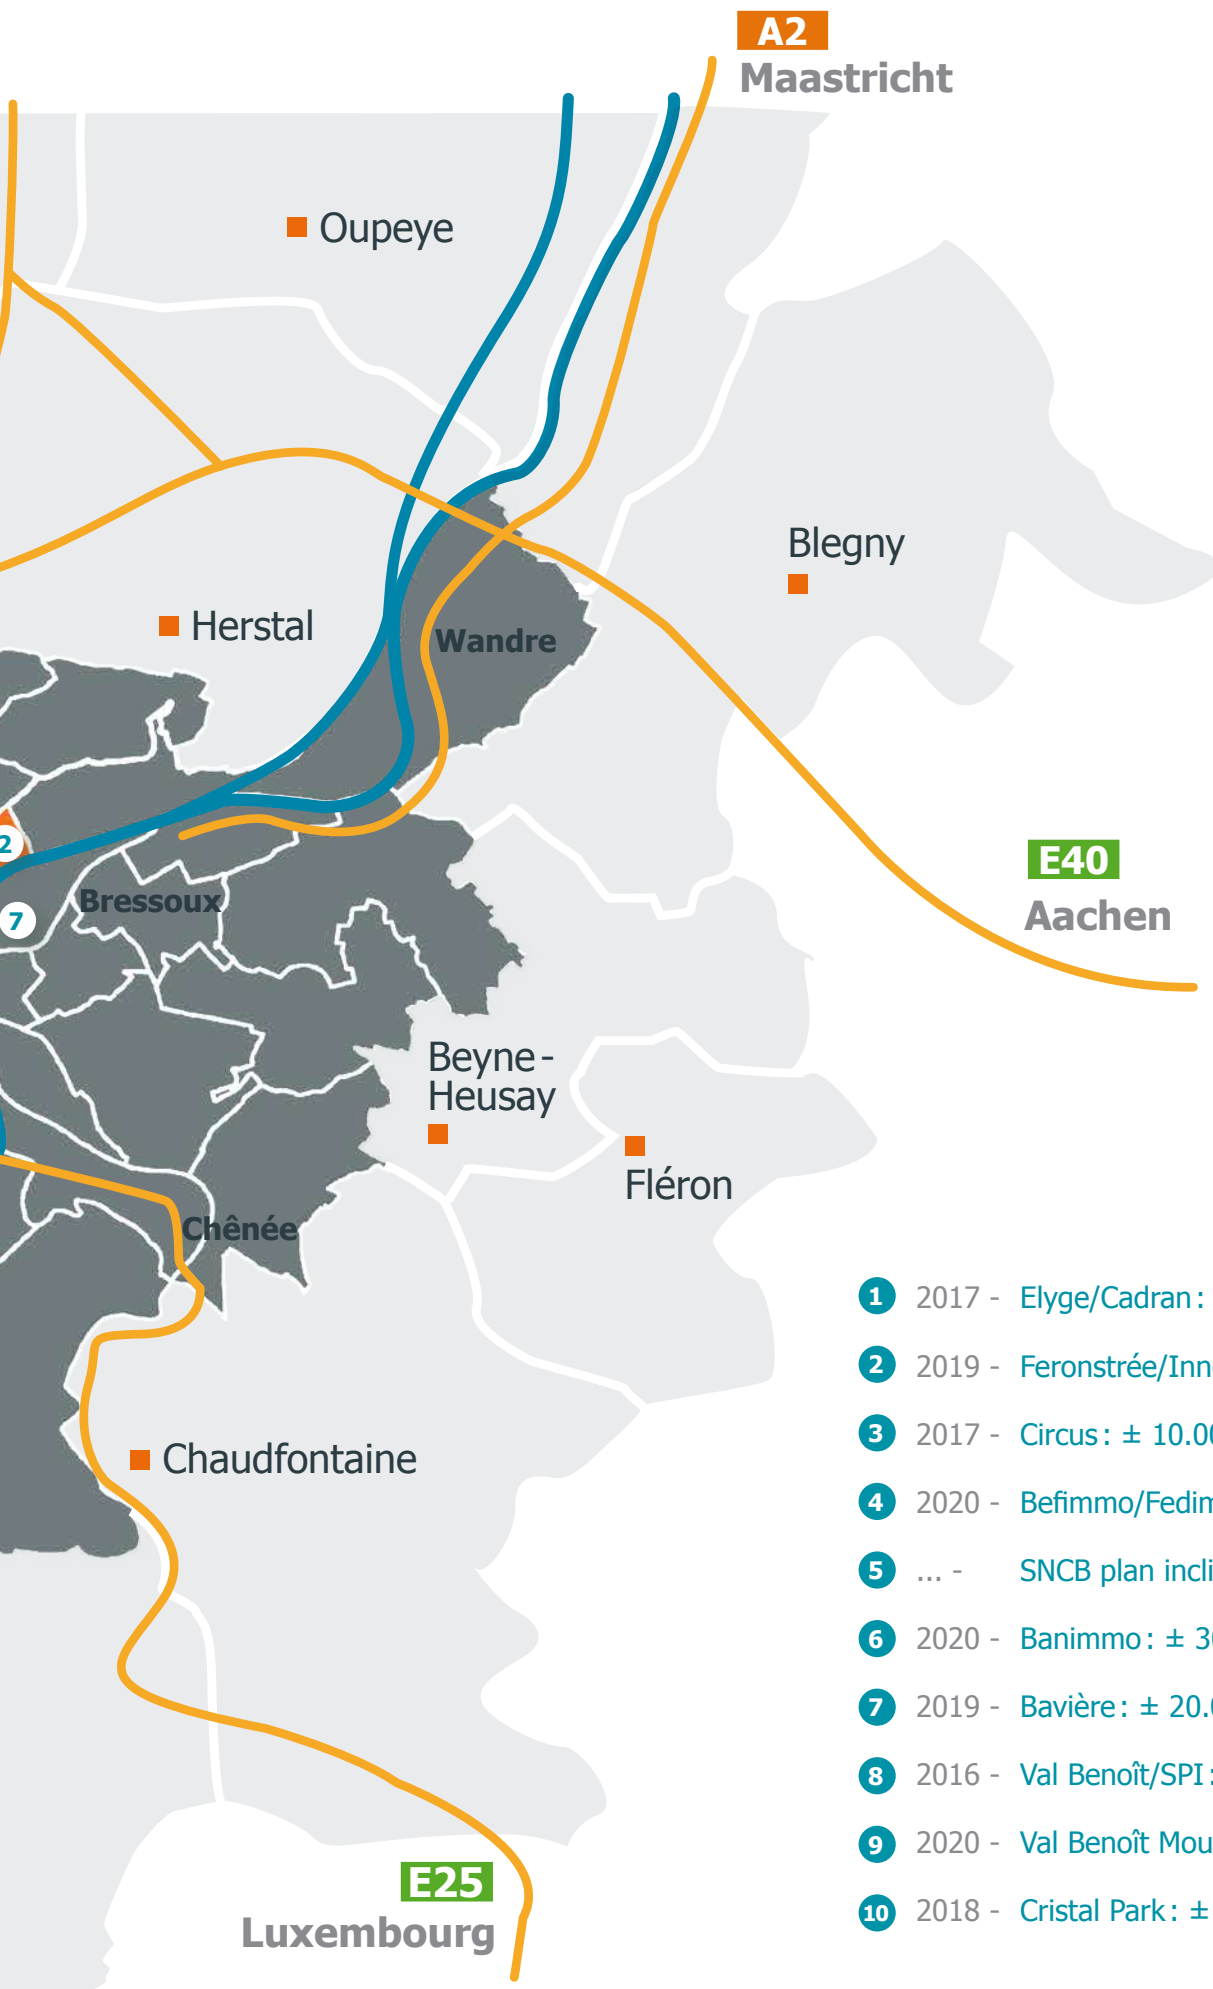 A2
Maastricht
Oupeye
Blegny
Herstal
Wandre
2
7
Bressoux
E40
Aachen
Beyne-
Heusay
Fléron
Chênée
Chaudfontaine
E25
Luxembourg
1 2017 - Elyge/Cadran :
2 2019 - Feronstrée/Inn
3 2017 - Circus : ± 10.00
4 2020 - Befimmo/Fedim
5 ... - SNCB plan incli
6 2020 - Banimmo : ± 30
7 2019 - Bavière : ± 20.0
8 2016 - Val Benoît/SPI :
9 2020 - Val Benoît Mou
10 2018 - Cristal Park : ±